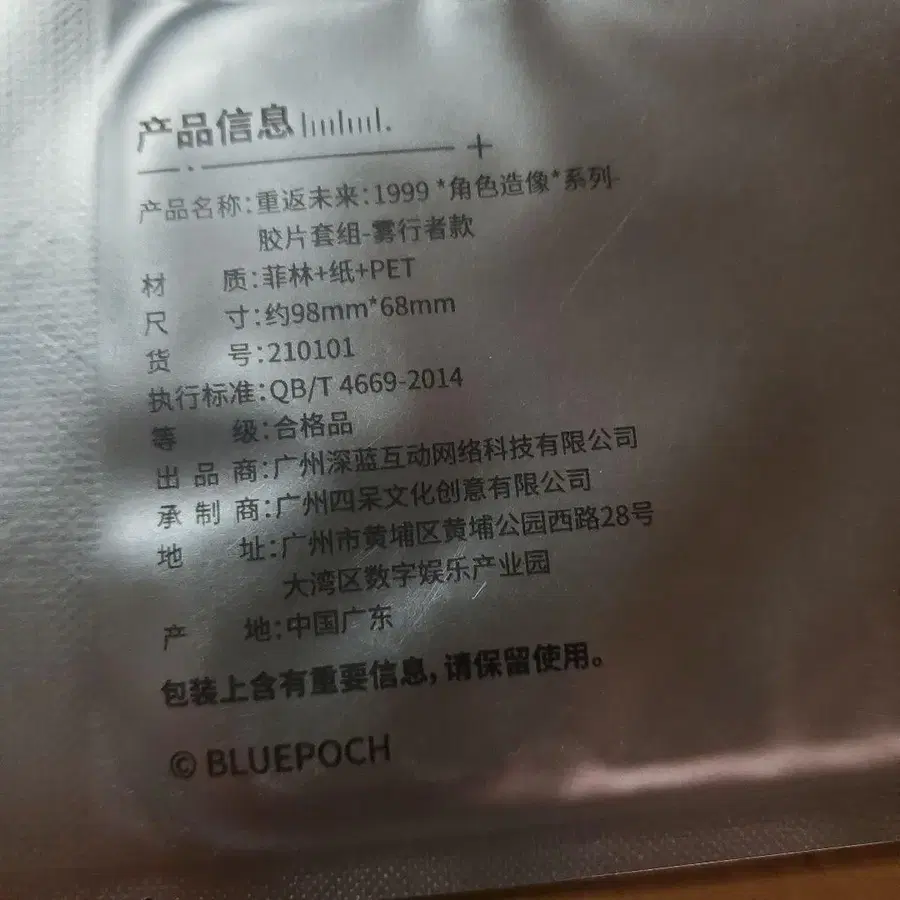 产品信息
产品名称:重返未来:1999 *角色造像*系列-
胶片套组-雾行者款
材 质:菲林+纸+PET
尺 寸:约98mm*68mm
货 号:210101
执行标准:QB/T 4669-2014
等 级:合格品
出品商:广州深蓝互动网络科技有限公司
承制商:广州四呆文化创意有限公司
地 址:广州市黄埔区黄埔公园西路28号
大湾区数字娱乐产业园
产 地:中国广东
包装上含有重要信息,请保留使用。
© BLUEPOCH